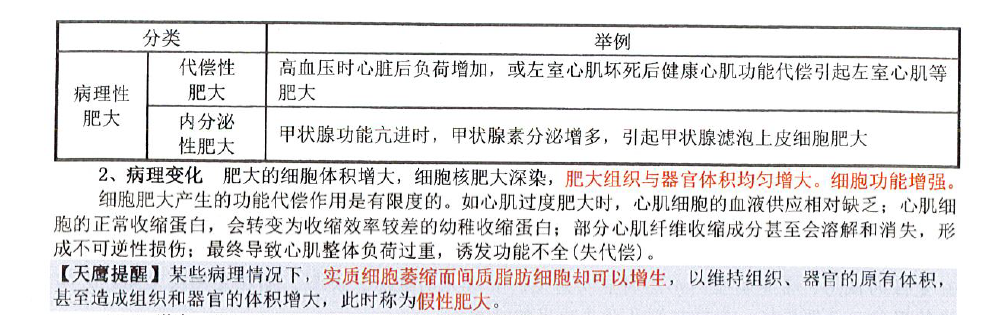 分类 举例
病理性肥大 代偿性肥大 高血压时心脏后负荷增加，或左室心肌坏死后健康心肌功能代偿引起左室心肌等肥大
内分泌性肥大 甲状腺功能亢进时，甲状腺素分泌增多，引起甲状腺滤泡上皮细胞肥大
2、病理变化 肥大的细胞体积增大，细胞核肥大深染，肥大组织与器官体积均匀增大。细胞功能增强。
细胞肥大产生的功能代偿作用是有限度的。如心肌过度肥大时，心肌细胞的血液供应相对缺乏；心肌细
胞的正常收缩蛋白，会转变为收缩效率较差的幼稚收缩蛋白；部分心肌纤维收缩成分甚至会溶解和消失，形
成不可逆性损伤；最终导致心肌整体负荷过重，诱发功能不全(失代偿)。
【天鹰提醒】某些病理情况下，实质细胞萎缩而间质脂肪细胞却可以增生，以维持组织、器官的原有体积，
甚至造成组织和器官的体积增大，此时称为假性肥大。